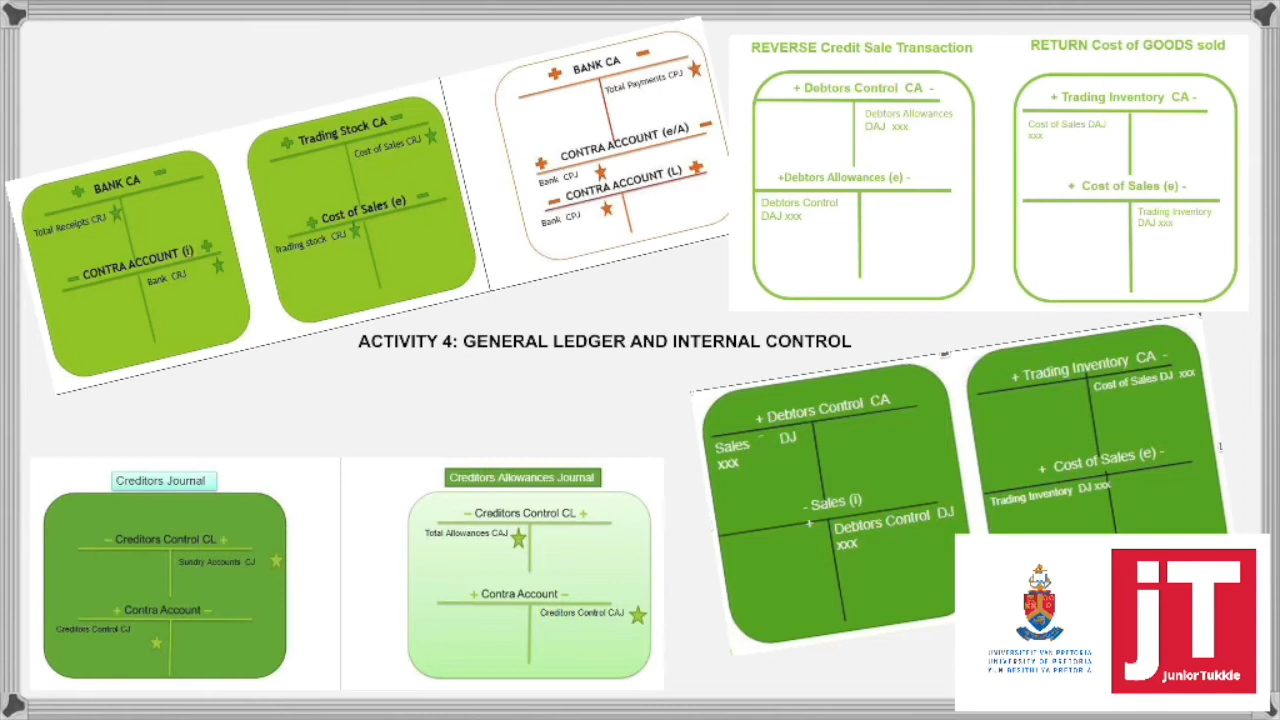 + BANK CA -
Total Receipts CRJ
- CONTRA ACCOUNT (i) +
Bank CRJ
+ Trading Stock CA -
Cost of Sales CRJ
+ Cost of Sales (e) -
Trading stock CRJ
+ BANK CA -
Total Payments CPJ
+ CONTRA ACCOUNT (e/A) -
Bank CPJ
- CONTRA ACCOUNT (L) +
Bank CPJ
REVERSE Credit Sale Transaction
+ Debtors Control CA -
Debtors Allowances
DAJ xxx
+Debtors Allowances (e) -
Debtors Control
DAJ xxx
RETURN Cost of GOODS sold
+ Trading Inventory CA -
Cost of Sales DAJ
xxx
+ Cost of Sales (e) -
Trading Inventory
DAJ xxx
ACTIVITY 4: GENERAL LEDGER AND INTERNAL CONTROL
Creditors Journal
- Creditors Control CL +
Sundry Accounts CJ
+ Contra Account -
Creditors Control CJ
Creditors Allowances Journal
- Creditors Control CL +
Total Allowances CAJ
+ Contra Account -
Creditors Control CAJ
+ Debtors Control CA
Sales DJ
xxx
- Sales (i)
+
Debtors Control DJ
xxx
+ Trading Inventory CA -
Cost of Sales DJ xxx
+ Cost of Sales (e) -
Trading Inventory DJ xxx
UNIVERSITEIT VAN PRETORIA
UNIVERSITY OF PRETORIA
YUNIBESITHI YA PRETORIA
jT
JuniorTukkie